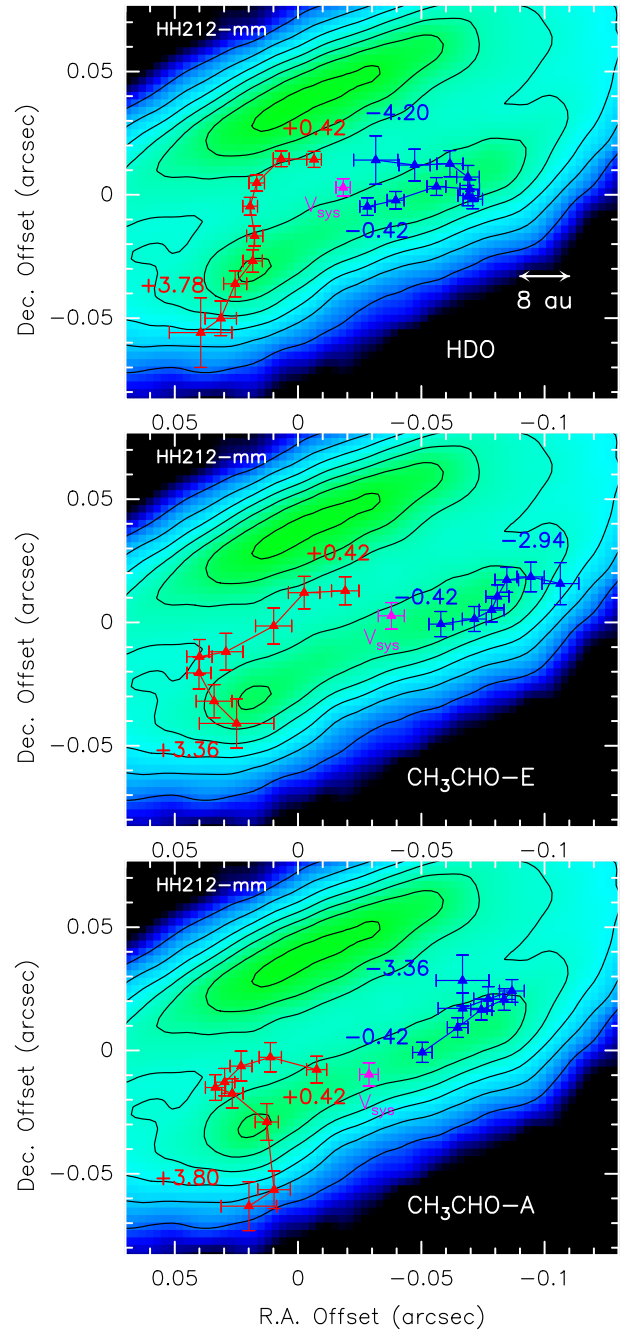 HH212-mm
0.05
−4.20
+0.42
V_sys
0
−0.42
+3.78
8 au
−0.05
HDO
Dec. Offset (arcsec)
0.05 0 −0.05 −0.1
HH212-mm
0.05
+0.42
−2.94
−0.42
0
V_sys
−0.05
+3.36
CH₃CHO−E
Dec. Offset (arcsec)
0.05 0 −0.05 −0.1
HH212-mm
0.05
−3.36
−0.42
0
+0.42
V_sys
−0.05
+3.80
CH₃CHO−A
Dec. Offset (arcsec)
0.05 0 −0.05 −0.1
R.A. Offset (arcsec)